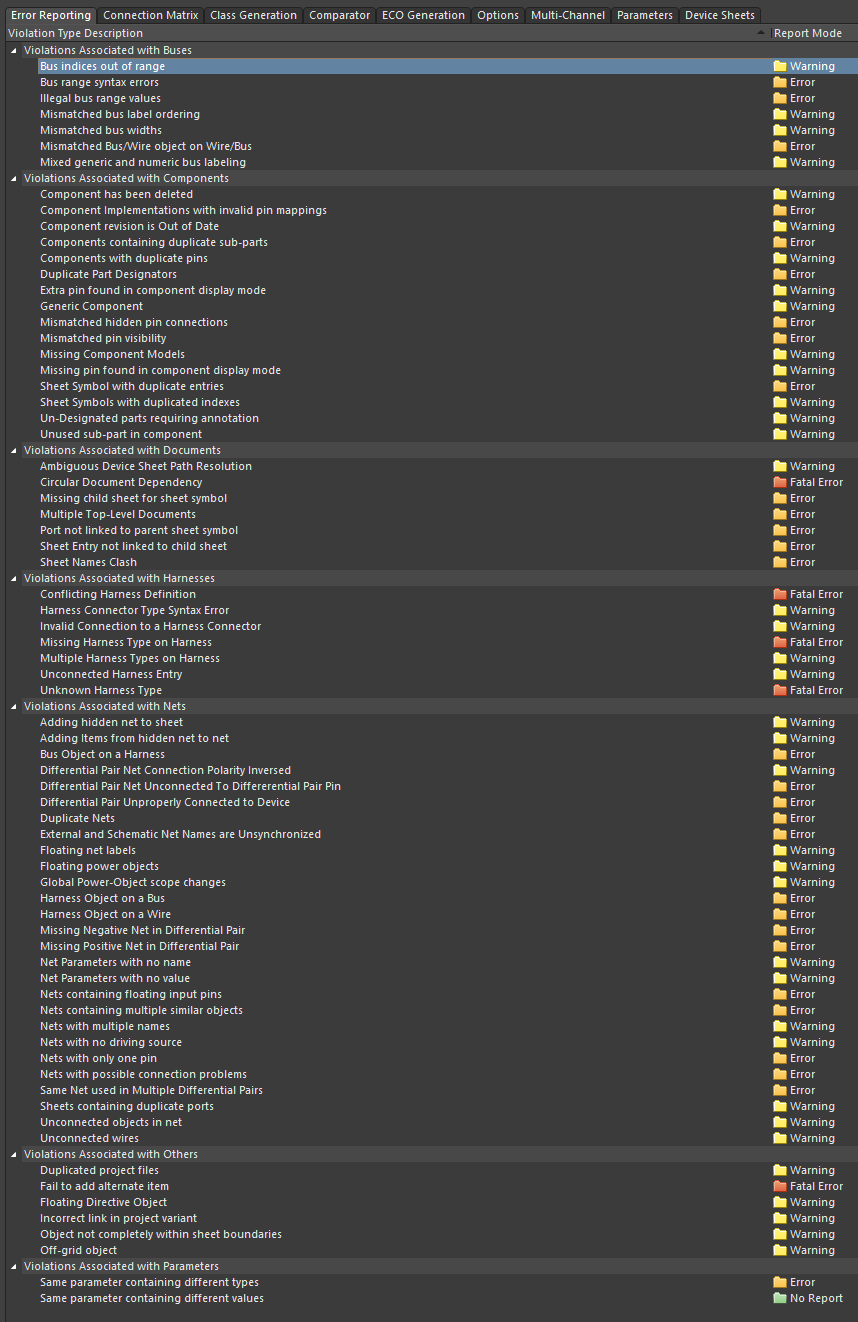 Error Reporting Connection Matrix Class Generation Comparator ECO Generation Options Multi-Channel Parameters Device Sheets
Violation Type Description Report Mode
Violations Associated with Buses
Bus indices out of range Warning
Bus range syntax errors Error
Illegal bus range values Error
Mismatched bus label ordering Warning
Mismatched bus widths Warning
Mismatched Bus/Wire object on Wire/Bus Error
Mixed generic and numeric bus labeling Warning
Violations Associated with Components
Component has been deleted Warning
Component Implementations with invalid pin mappings Error
Component revision is Out of Date Warning
Components containing duplicate sub-parts Error
Components with duplicate pins Warning
Duplicate Part Designators Error
Extra pin found in component display mode Warning
Generic Component Warning
Mismatched hidden pin connections Error
Mismatched pin visibility Error
Missing Component Models Warning
Missing pin found in component display mode Warning
Sheet Symbol with duplicate entries Error
Sheet Symbols with duplicated indexes Warning
Un-Designated parts requiring annotation Warning
Unused sub-part in component Warning
Violations Associated with Documents
Ambiguous Device Sheet Path Resolution Warning
Circular Document Dependency Fatal Error
Missing child sheet for sheet symbol Error
Multiple Top-Level Documents Error
Port not linked to parent sheet symbol Error
Sheet Entry not linked to child sheet Error
Sheet Names Clash Error
Violations Associated with Harnesses
Conflicting Harness Definition Fatal Error
Harness Connector Type Syntax Error Warning
Invalid Connection to a Harness Connector Warning
Missing Harness Type on Harness Fatal Error
Multiple Harness Types on Harness Warning
Unconnected Harness Entry Warning
Unknown Harness Type Fatal Error
Violations Associated with Nets
Adding hidden net to sheet Warning
Adding Items from hidden net to net Warning
Bus Object on a Harness Error
Differential Pair Net Connection Polarity Inversed Warning
Differential Pair Net Unconnected To Differerential Pair Pin Error
Differential Pair Unproperly Connected to Device Error
Duplicate Nets Error
External and Schematic Net Names are Unsynchronized Error
Floating net labels Warning
Floating power objects Warning
Global Power-Object scope changes Warning
Harness Object on a Bus Error
Harness Object on a Wire Error
Missing Negative Net in Differential Pair Error
Missing Positive Net in Differential Pair Error
Net Parameters with no name Warning
Net Parameters with no value Warning
Nets containing floating input pins Error
Nets containing multiple similar objects Error
Nets with multiple names Warning
Nets with no driving source Warning
Nets with only one pin Error
Nets with possible connection problems Error
Same Net used in Multiple Differential Pairs Error
Sheets containing duplicate ports Warning
Unconnected objects in net Warning
Unconnected wires Warning
Violations Associated with Others
Duplicated project files Warning
Fail to add alternate item Fatal Error
Floating Directive Object Warning
Incorrect link in project variant Warning
Object not completely within sheet boundaries Warning
Off-grid object Warning
Violations Associated with Parameters
Same parameter containing different types Error
Same parameter containing different values No Report